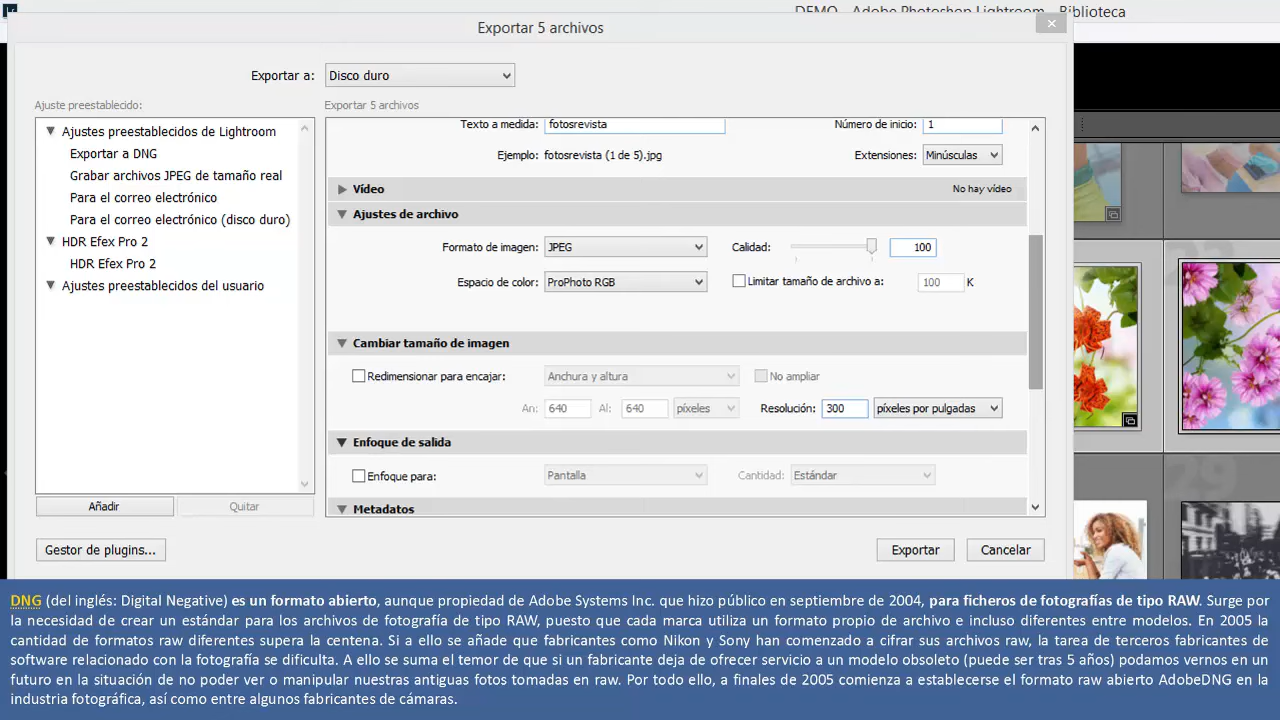 DEMO - Adobe Photoshop Lightroom - Biblioteca
Exportar 5 archivos
Exportar a: Disco duro
Ajuste preestablecido:
Exportar 5 archivos
Ajustes preestablecidos de Lightroom
Exportar a DNG
Grabar archivos JPEG de tamaño real
Para el correo electrónico
Para el correo electrónico (disco duro)
HDR Efex Pro 2
HDR Efex Pro 2
Ajustes preestablecidos del usuario
Añadir Quitar
Texto a medida: fotosrevista Número de inicio: 1
Ejemplo: fotosrevista (1 de 5).jpg Extensiones: Minúsculas
Vídeo No hay vídeo
Ajustes de archivo
Formato de imagen: JPEG Calidad: 100
Espacio de color: ProPhoto RGB Limitar tamaño de archivo a: 100 K
Cambiar tamaño de imagen
Redimensionar para encajar: Anchura y altura No ampliar
An: 640 Al: 640 píxeles Resolución: 300 píxeles por pulgadas
Enfoque de salida
Enfoque para: Pantalla Cantidad: Estándar
Metadatos
Gestor de plugins... Exportar Cancelar
29
DNG (del inglés: Digital Negative) es un formato abierto, aunque propiedad de Adobe Systems Inc. que hizo público en septiembre de 2004, para ficheros de fotografías de tipo RAW. Surge por
la necesidad de crear un estándar para los archivos de fotografía de tipo RAW, puesto que cada marca utiliza un formato propio de archivo e incluso diferentes entre modelos. En 2005 la
cantidad de formatos raw diferentes supera la centena. Si a ello se añade que fabricantes como Nikon y Sony han comenzado a cifrar sus archivos raw, la tarea de terceros fabricantes de
software relacionado con la fotografía se dificulta. A ello se suma el temor de que si un fabricante deja de ofrecer servicio a un modelo obsoleto (puede ser tras 5 años) podamos vernos en un
futuro en la situación de no poder ver o manipular nuestras antiguas fotos tomadas en raw. Por todo ello, a finales de 2005 comienza a establecerse el formato raw abierto AdobeDNG en la
industria fotográfica, así como entre algunos fabricantes de cámaras.